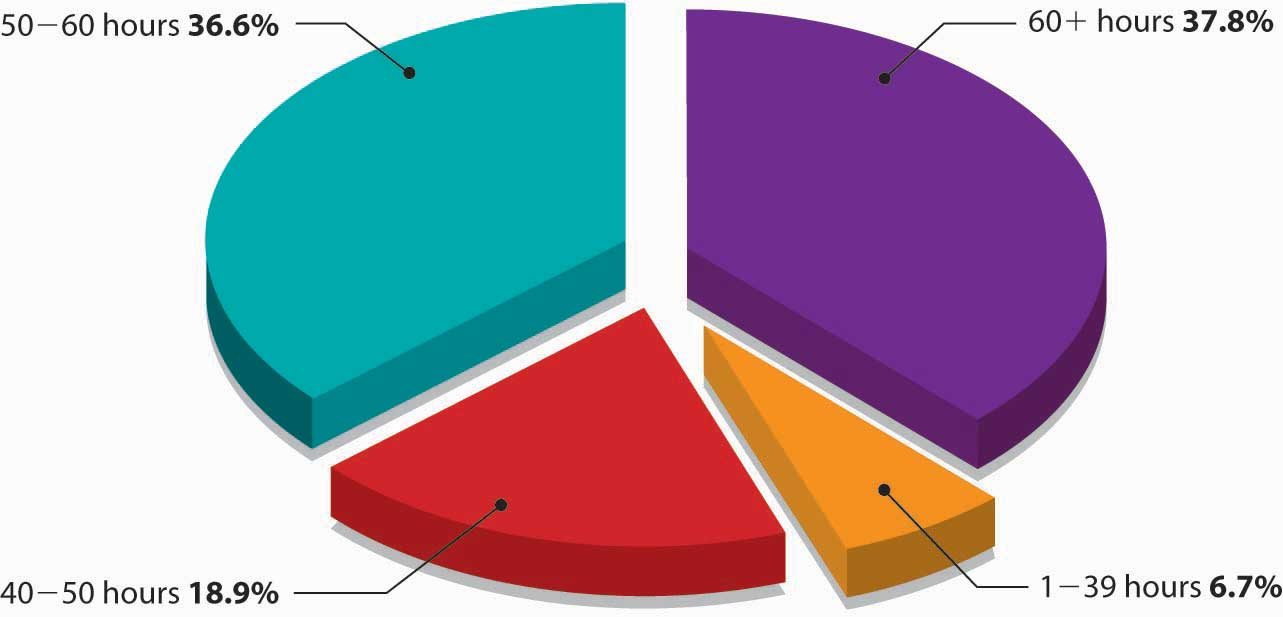 50–60 hours 36.6%
60+ hours 37.8%
40–50 hours 18.9%
1–39 hours 6.7%